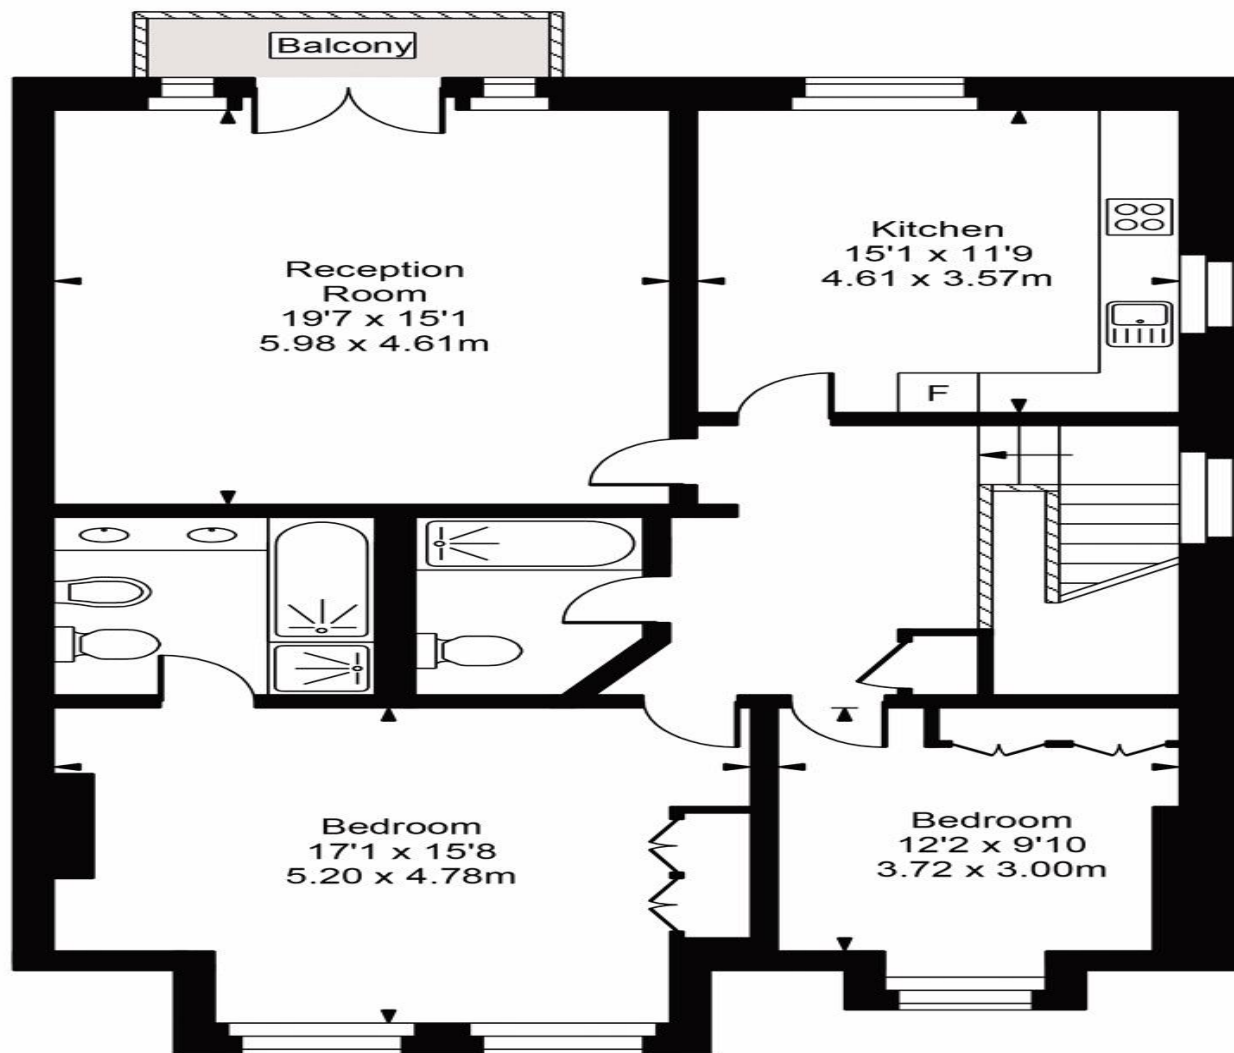 Balcony
Reception
Room
19'7 x 15'1
5.98 x 4.61m
Kitchen
15'1 x 11'9
4.61 x 3.57m
F
Bedroom
17'1 x 15'8
5.20 x 4.78m
Bedroom
12'2 x 9'10
3.72 x 3.00m